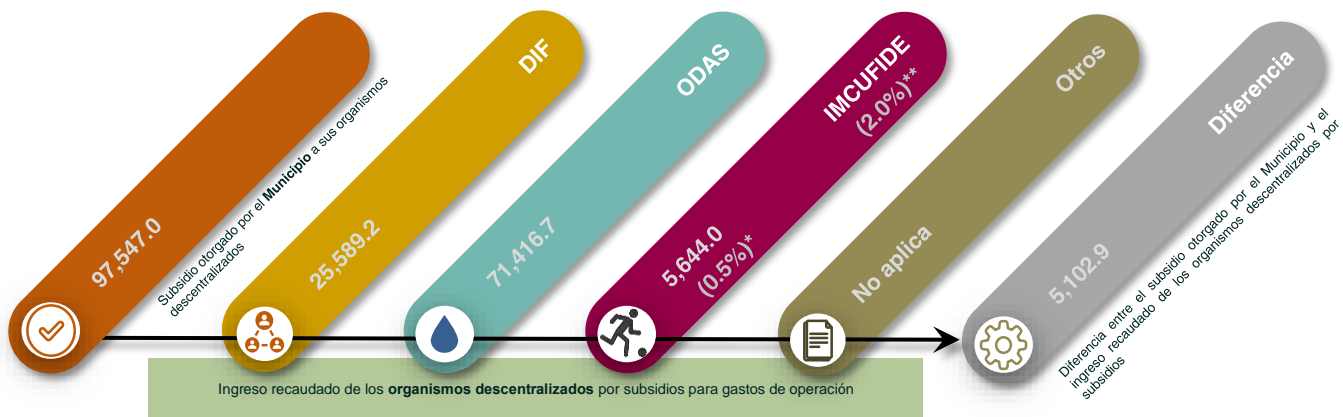 97,547.0
Subsidio otorgado por el Municipio a sus organismos
descentralizados
DIF
25,589.2
ODAS
71,416.7
IMCUFIDE
(2.0%)**
5,644.0
(0.5%)*
Otros
No aplica
Diferencia
5,102.9
Diferencia entre el subsidio otorgado por el Municipio y el
ingreso recaudado de los organismos descentralizados por
subsidios
Ingreso recaudado de los organismos descentralizados por subsidios para gastos de operación